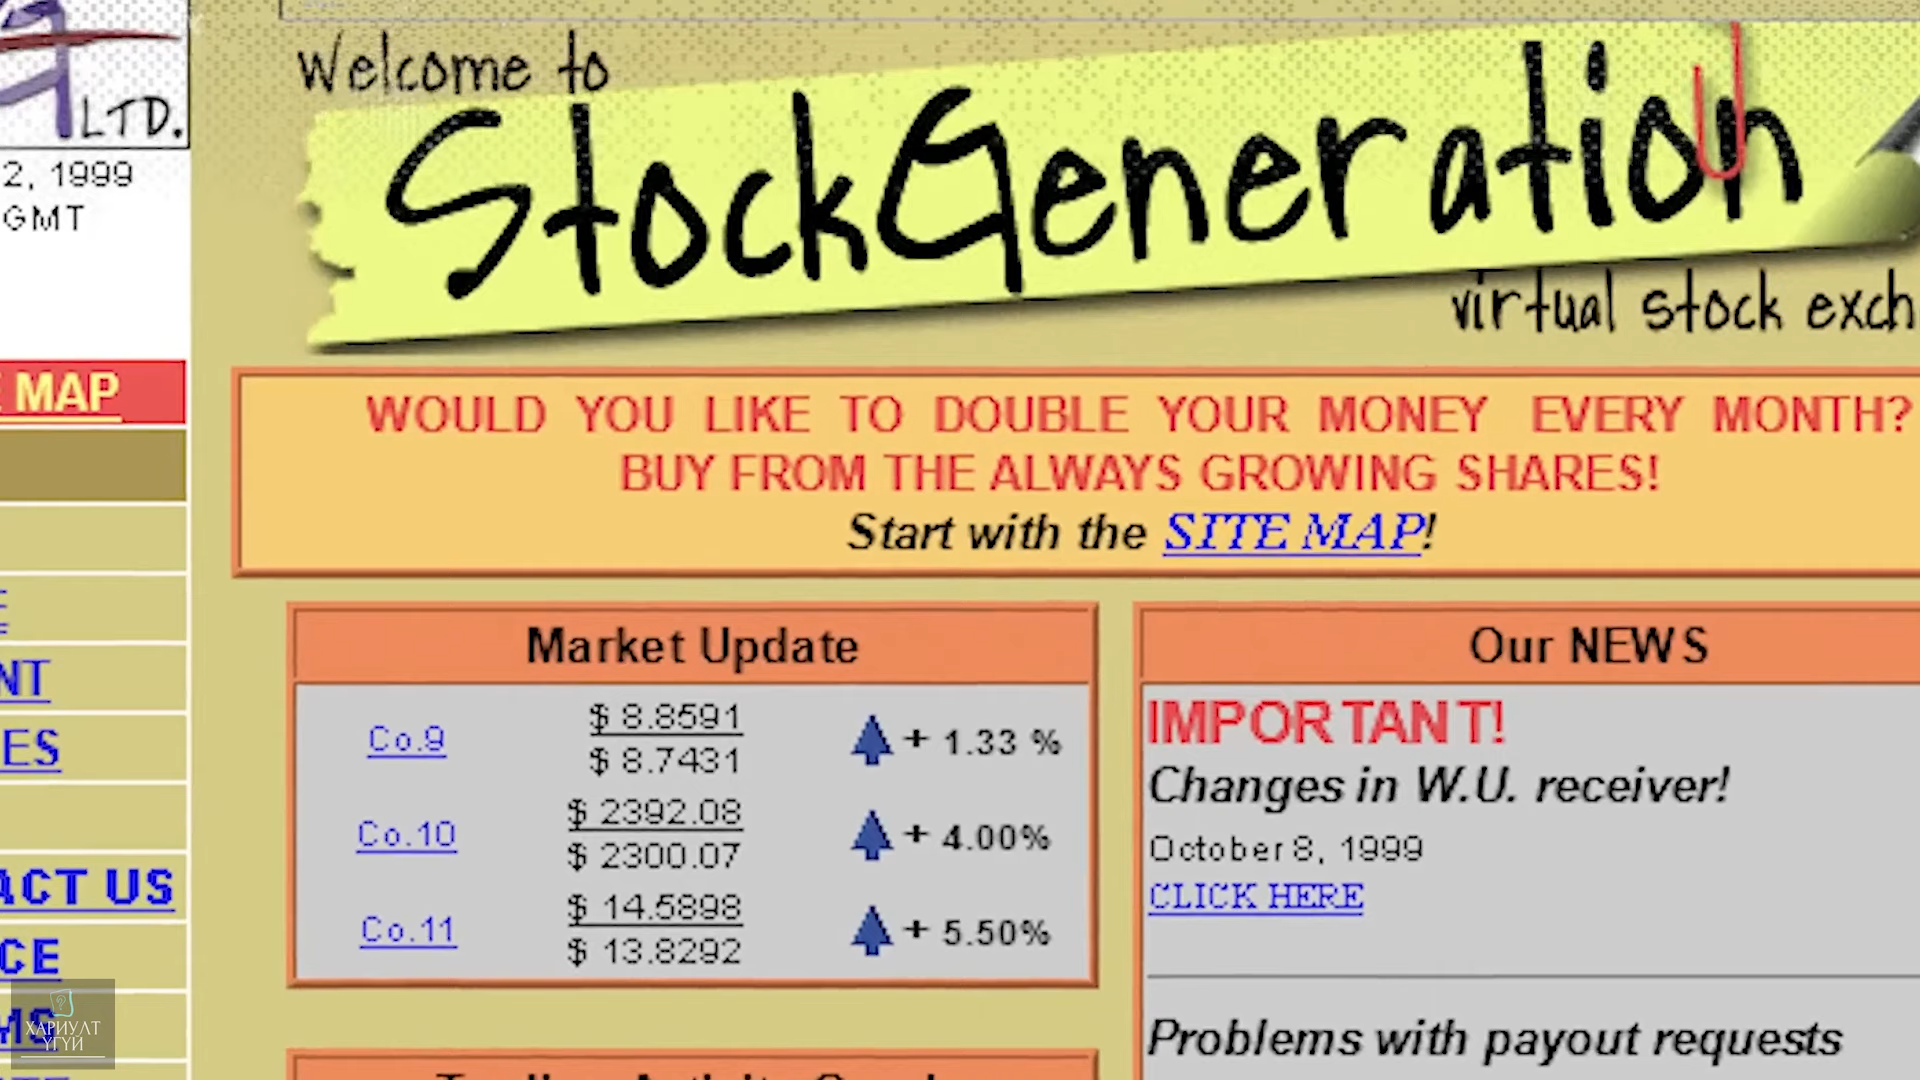 LTD.
2, 1999
GMT
MAP
NT
ES
ACT US
CE
MS
Welcome to
StockGeneration
virtual stock exch
WOULD YOU LIKE TO DOUBLE YOUR MONEY EVERY MONTH?
BUY FROM THE ALWAYS GROWING SHARES!
Start with the SITE MAP!
Market Update
Co.9 $ 8.8591 + 1.33 %
$ 8.7431
Co.10 $ 2392.08 + 4.00%
$ 2300.07
Co.11 $ 14.5898 + 5.50%
$ 13.8292
Our NEWS
IMPORTANT!
Changes in W.U. receiver!
October 8, 1999
CLICK HERE
Problems with payout requests
ХАРИУЛТ
ҮГҮЙ